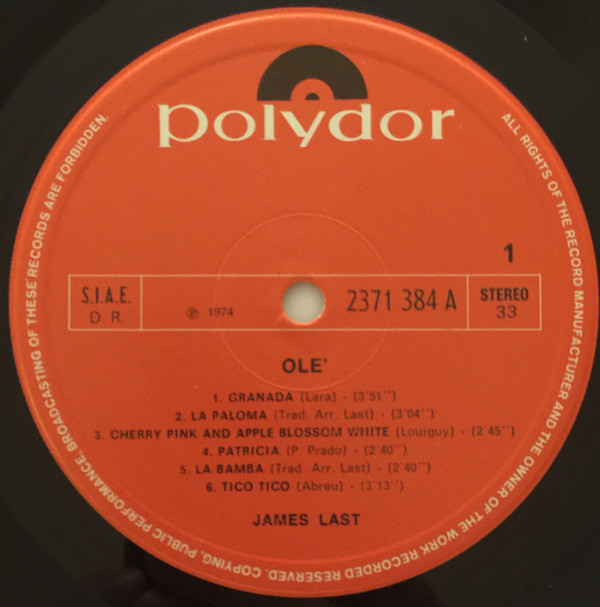 polydor
ALL RIGHTS OF THE RECORD MANUFACTURER AND THE OWNER OF THE WORK RECORDED RESERVED. COPYING, PUBLIC PERFORMANCE, BROADCASTING OF THESE RECORDS ARE FORBIDDEN.
1
S.I.A.E.
D. R.
℗ 1974
2371 384 A
STEREO
33
OLE'
1. GRANADA (Lara) - (3'51'')
2. LA PALOMA (Trad. Arr. Last) - (3'04'')
3. CHERRY PINK AND APPLE BLOSSOM WHITE (Louiguy) - (2'45'')
4. PATRICIA (P. Prado) - (2'40'')
5. LA BAMBA (Trad. Arr. Last) - (2'40'')
6. TICO TICO (Abreu) - (3'13'')
JAMES LAST